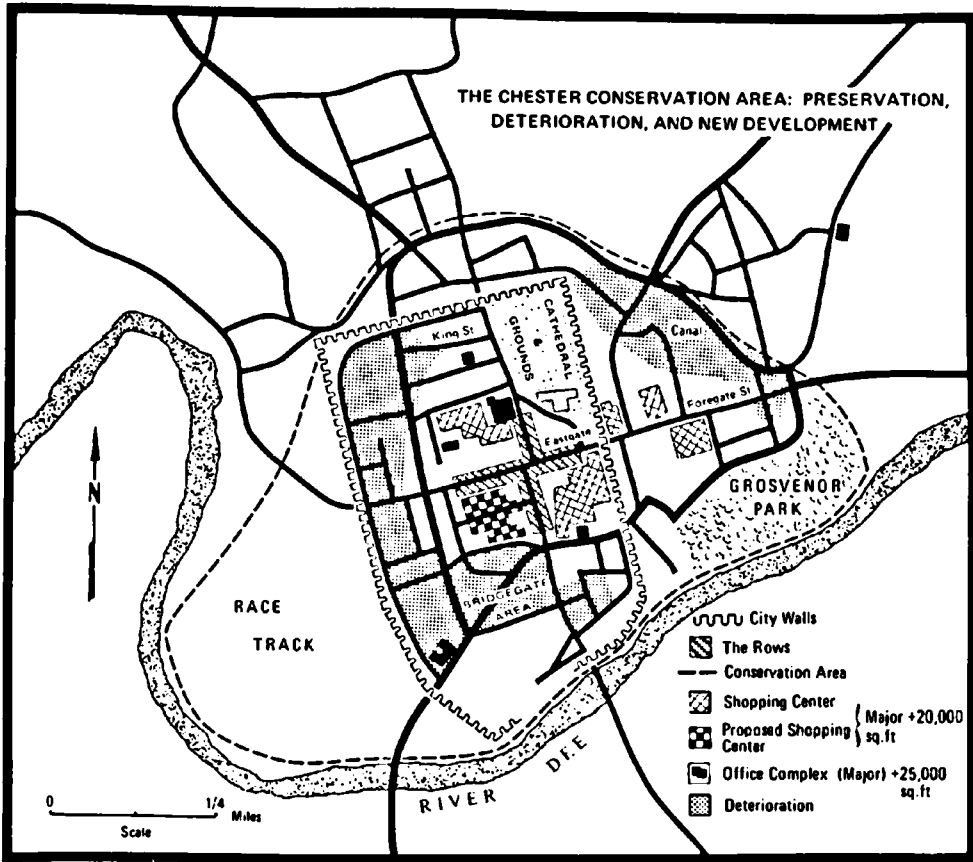 THE CHESTER CONSERVATION AREA: PRESERVATION,
DETERIORATION, AND NEW DEVELOPMENT
King St
CATHEDRAL
&
GROUNDS
Canal
Foregate St
Eastgate
GROSVENOR
PARK
N
BRIDGEGATE
AREA
RACE
TRACK
RIVER DEE
City Walls
The Rows
Conservation Area
Shopping Center
Proposed Shopping
Center
Major +20,000
sq.ft
Office Complex (Major) +25,000
sq.ft
Deterioration
0 1/4
Miles
Scale